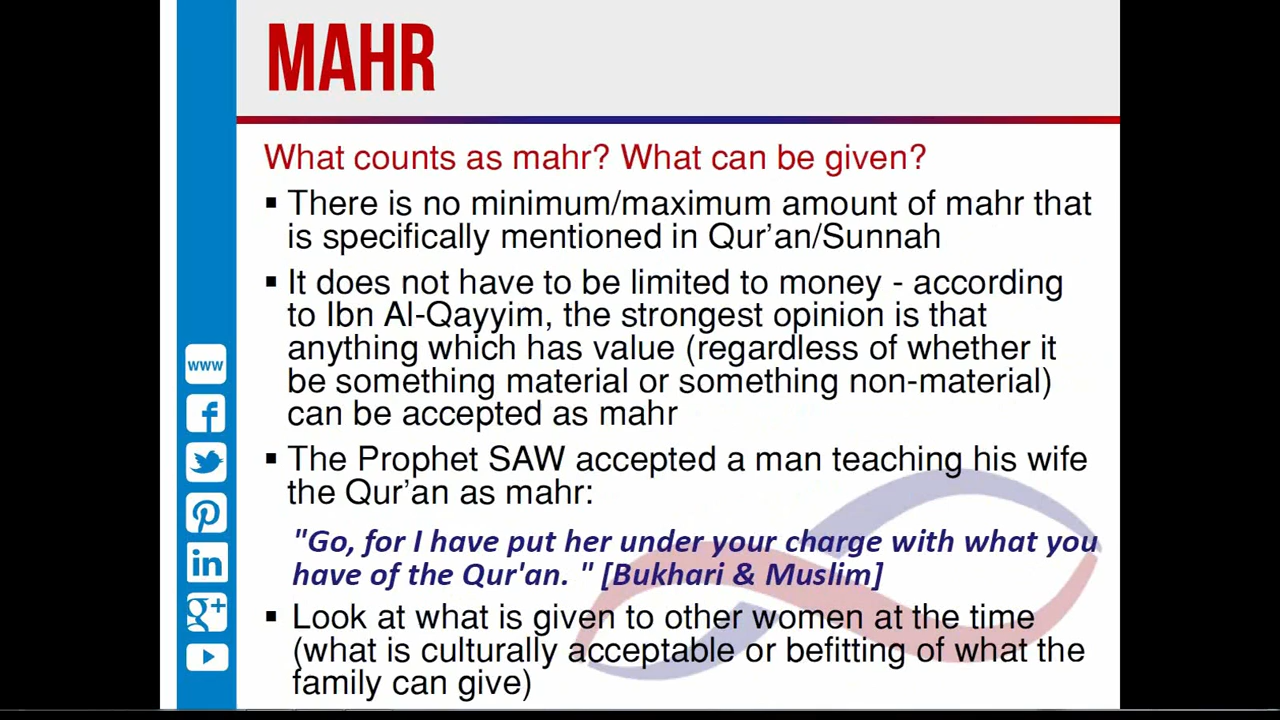 MAHR
What counts as mahr? What can be given?
▪ There is no minimum/maximum amount of mahr that
is specifically mentioned in Qur’an/Sunnah
▪ It does not have to be limited to money - according
to Ibn Al-Qayyim, the strongest opinion is that
anything which has value (regardless of whether it
be something material or something non-material)
can be accepted as mahr
▪ The Prophet SAW accepted a man teaching his wife
the Qur’an as mahr:
"Go, for I have put her under your charge with what you
have of the Qur'an. " [Bukhari & Muslim]
▪ Look at what is given to other women at the time
(what is culturally acceptable or befitting of what the
family can give)
www
f
in
g+